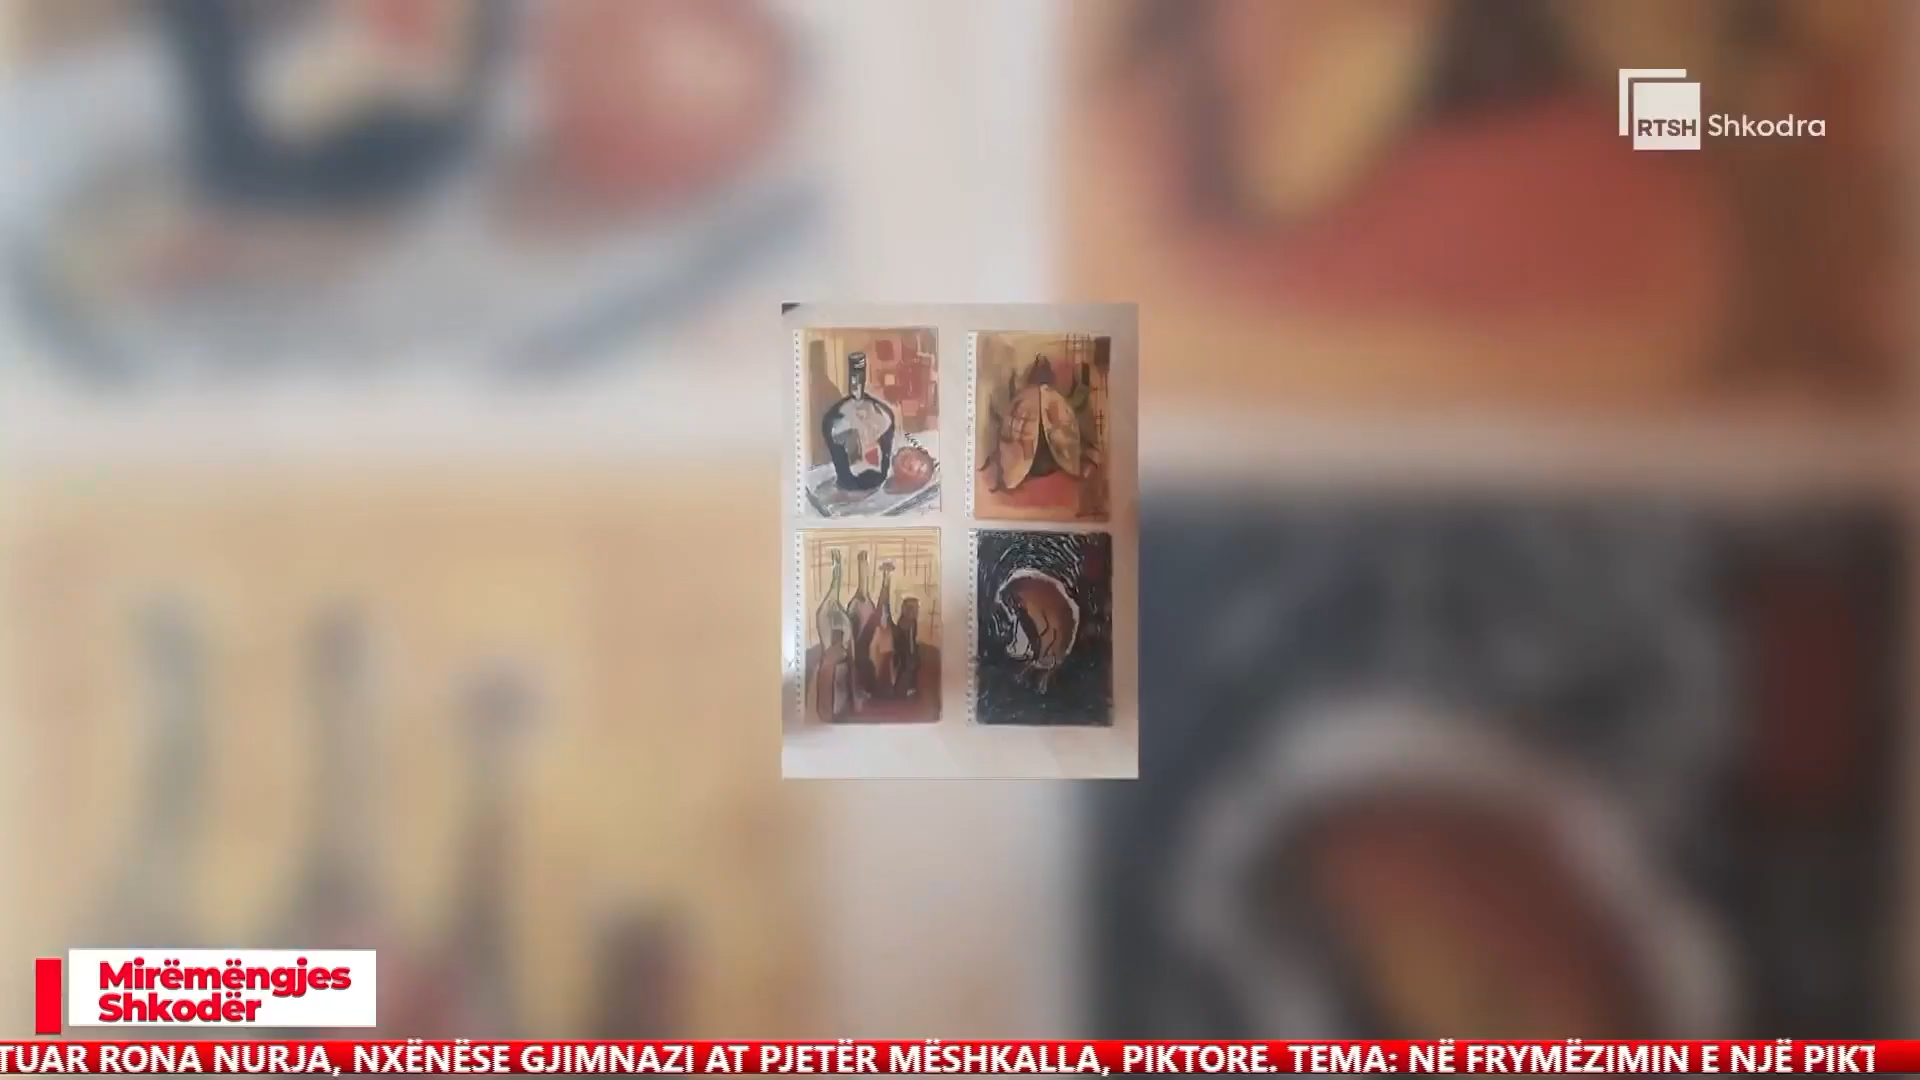 RTSH Shkodra
Mirëmëngjes
Shkodër
TUAR RONA NURJA, NXËNËSE GJIMNAZI AT PJETËR MËSHKALLA, PIKTORE. TEMA: NË FRYMËZIMIN E NJË PIKT